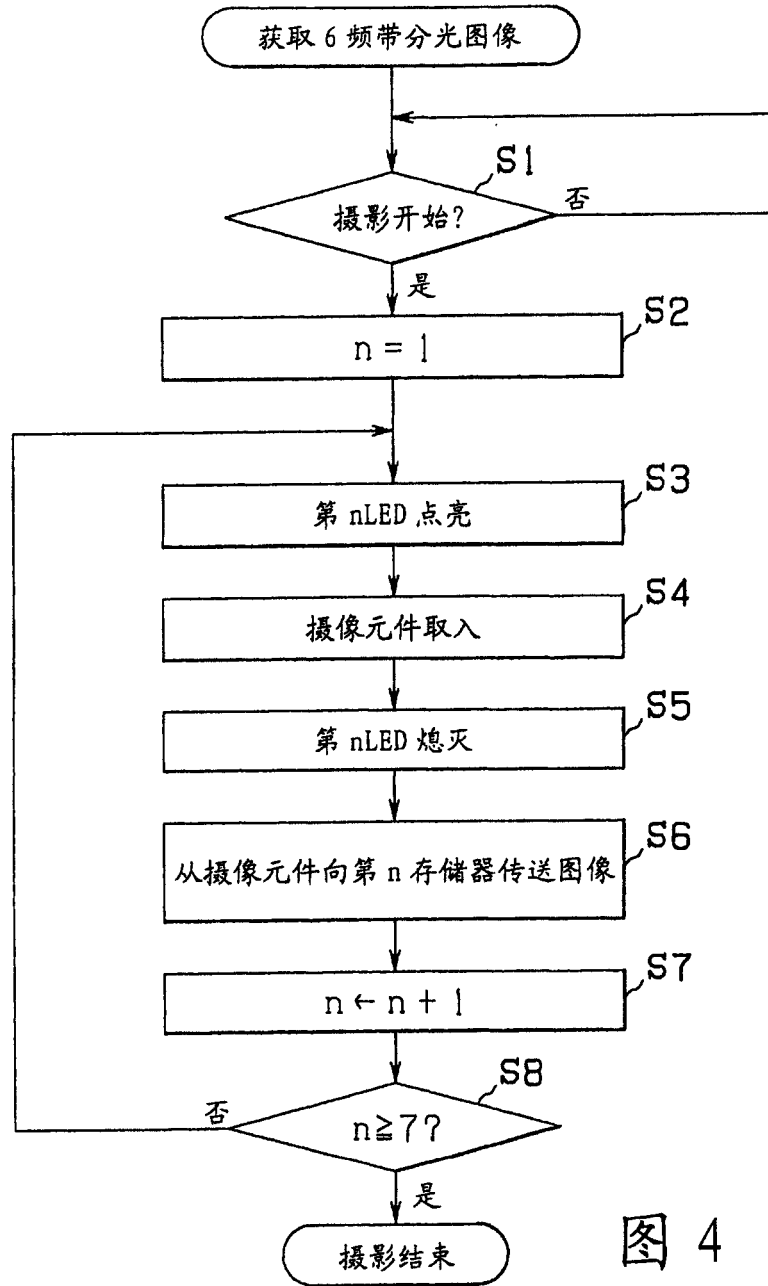 获取 6 频带分光图像
S1
摄影开始?
否
是
S2
n = 1
S3
第 nLED 点亮
S4
摄像元件取入
S5
第 nLED 熄灭
S6
从摄像元件向第 n 存储器传送图像
S7
n ← n + 1
S8
否
n≧7?
是
摄影结束
图 4